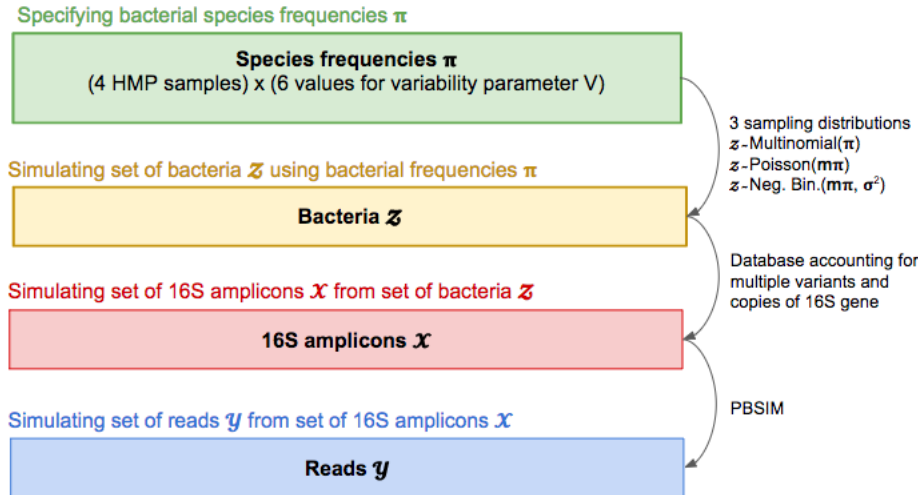 Specifying bacterial species frequencies π
Species frequencies π
(4 HMP samples) x (6 values for variability parameter V)
3 sampling distributions
𝔃~Multinomial(π)
𝔃~Poisson(mπ)
𝔃~Neg. Bin.(mπ, σ²)
Simulating set of bacteria 𝔃 using bacterial frequencies π
Bacteria 𝔃
Database accounting for
multiple variants and
copies of 16S gene
Simulating set of 16S amplicons 𝔁 from set of bacteria 𝔃
16S amplicons 𝔁
PBSIM
Simulating set of reads 𝔂 from set of 16S amplicons 𝔁
Reads 𝔂